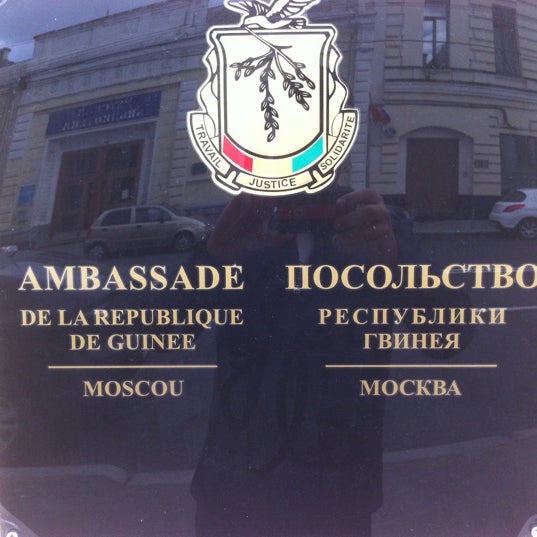 TRAVAIL JUSTICE SOLIDARITE
AMBASSADE
DE LA REPUBLIQUE
DE GUINEE
MOSCOU
ПОСОЛЬСТВО
РЕСПУБЛИКИ
ГВИНЕЯ
МОСКВА